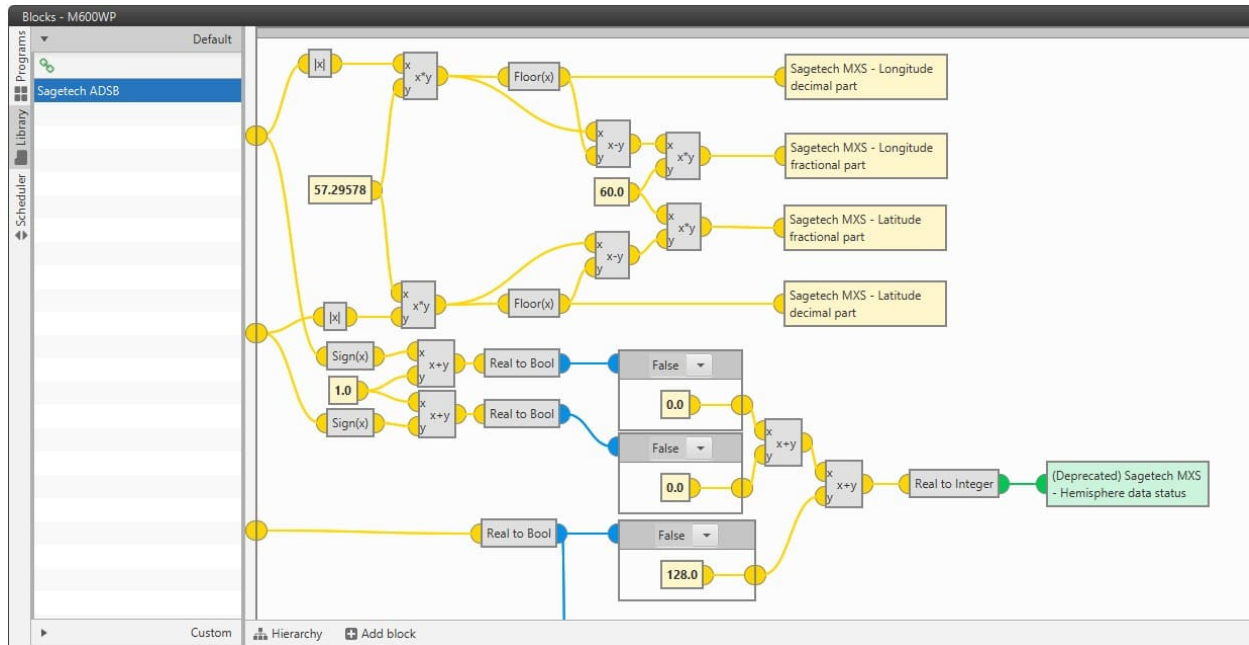 Blocks - M600WP
Programs
Library
Scheduler
Default
Sagetech ADSB
Custom
|x|
x
y
x*y
Floor(x)
Sagetech MXS - Longitude
decimal part
x
y
x-y
x
y
x*y
Sagetech MXS - Longitude
fractional part
57.29578
60.0
x
y
x*y
Sagetech MXS - Latitude
fractional part
x
y
x-y
|x|
x
y
x*y
Floor(x)
Sagetech MXS - Latitude
decimal part
Sign(x)
x
y
x+y
Real to Bool
False
1.0
0.0
Sign(x)
x
y
x+y
Real to Bool
False
0.0
x
y
x+y
x
y
x+y
Real to Integer
(Deprecated) Sagetech MXS
- Hemisphere data status
Real to Bool
False
128.0
Hierarchy
Add block